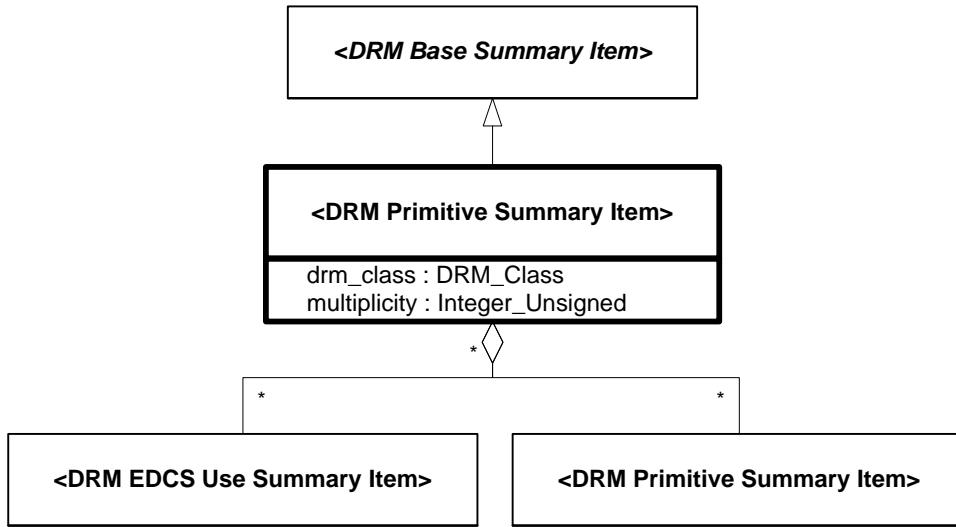 <DRM Base Summary Item>
<DRM Primitive Summary Item>
drm_class : DRM_Class
multiplicity : Integer_Unsigned
*
* *
<DRM EDCS Use Summary Item> <DRM Primitive Summary Item>